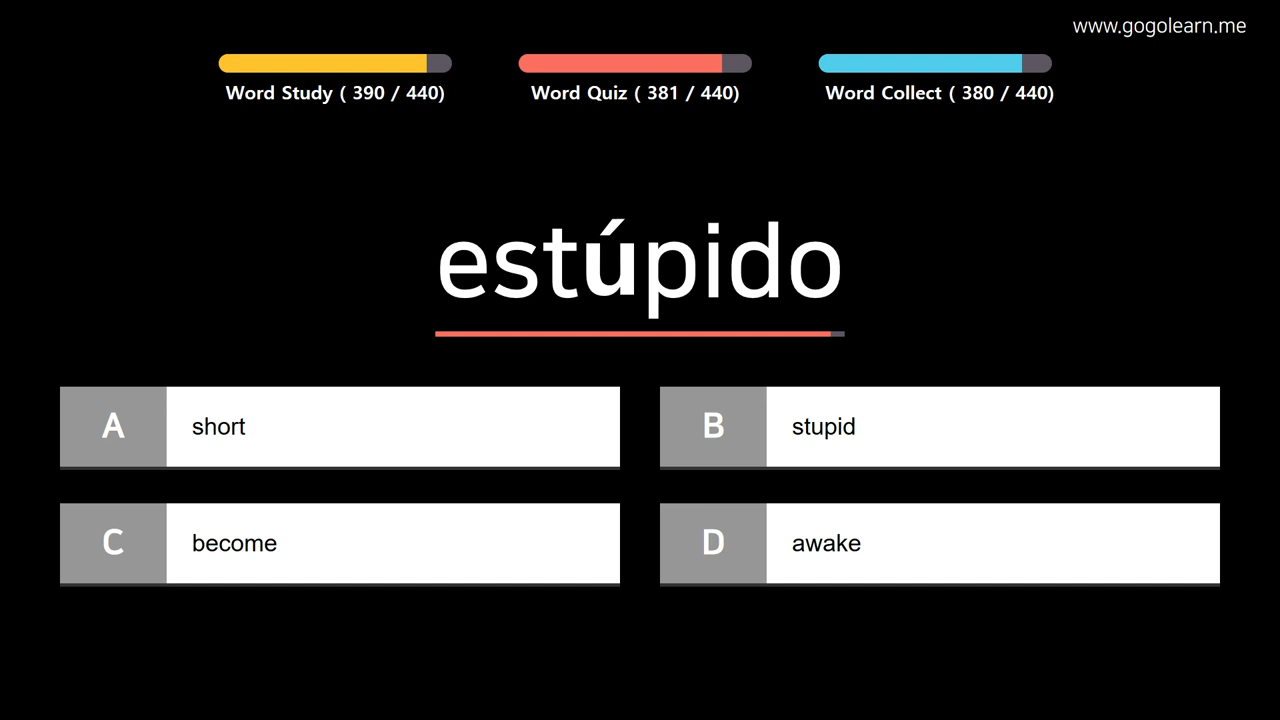 www.gogolearn.me
Word Study ( 390 / 440)
Word Quiz ( 381 / 440)
Word Collect ( 380 / 440)
estúpido
A short
B stupid
C become
D awake